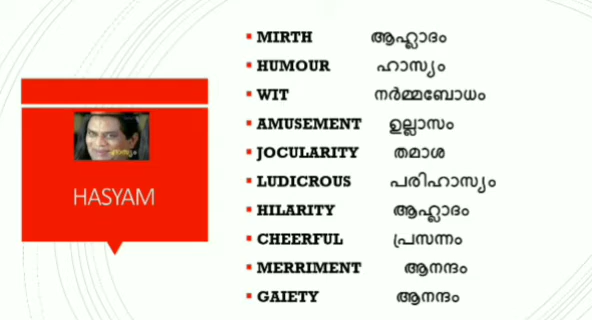 HASYAM
MIRTH ആഹ്ലാദം
HUMOUR ഹാസ്യം
WIT നർമ്മബോധം
AMUSEMENT ഉല്ലാസം
JOCULARITY തമാശ
LUDICROUS പരിഹാസ്യം
HILARITY ആഹ്ലാദം
CHEERFUL പ്രസന്നം
MERRIMENT ആനന്ദം
GAIETY ആനന്ദം